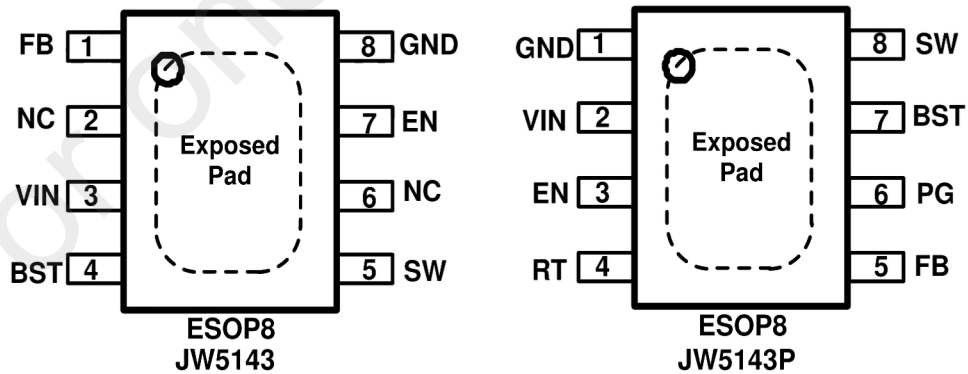 FB 1
8 GND
NC 2
7 EN
VIN 3
6 NC
BST 4
5 SW
Exposed
Pad
ESOP8
JW5143
GND 1
8 SW
VIN 2
7 BST
EN 3
6 PG
RT 4
5 FB
Exposed
Pad
ESOP8
JW5143P